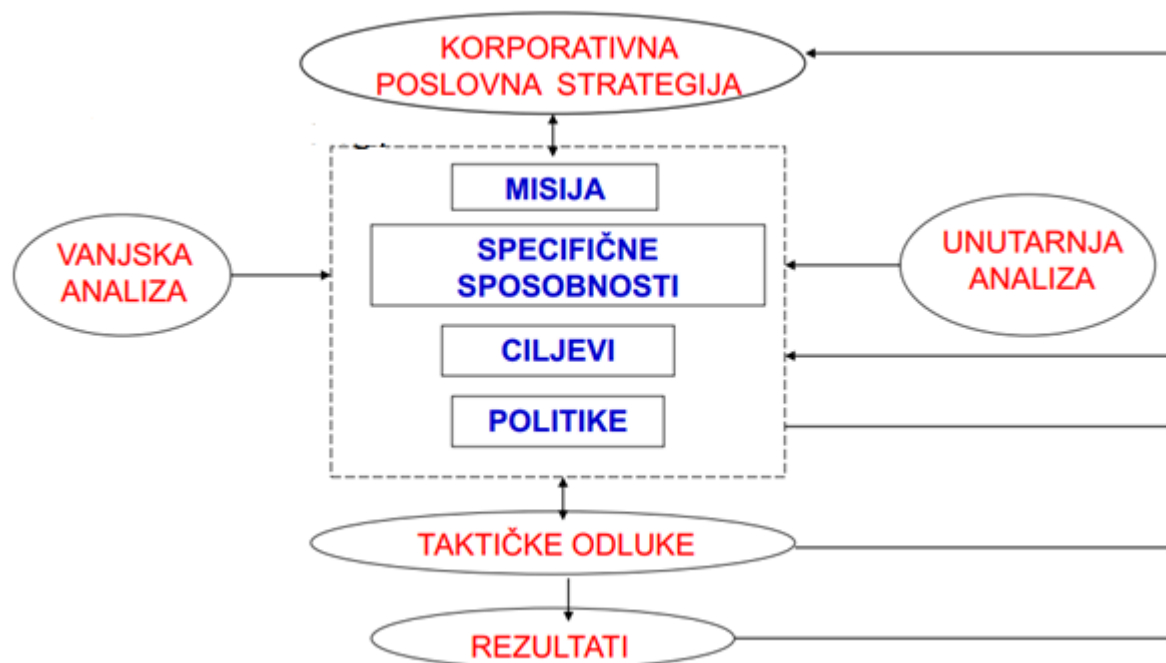 KORPORATIVNA
POSLOVNA STRATEGIJA
MISIJA
VANJSKA
ANALIZA
SPECIFIČNE
SPOSOBNOSTI
UNUTARNJA
ANALIZA
CILJEVI
POLITIKE
TAKTIČKE ODLUKE
REZULTATI